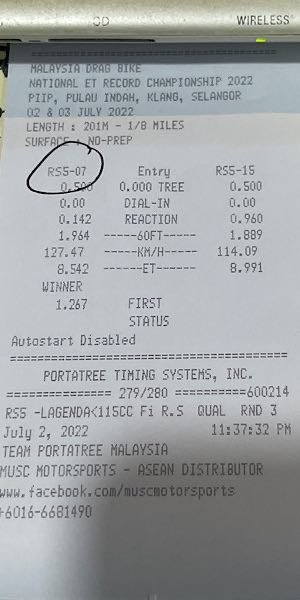 WIRELESS
MALAYSIA DRAG BIKE
NATIONAL ET RECORD CHAMPIONSHIP 2022
PIIP, PULAU INDAH, KLANG, SELANGOR
02 & 03 JULY 2022
LENGTH : 201M - 1/8 MILES
SURFACE : NO-PREP
RS5-07 Entry RS5-15
0.500 0.000 TREE 0.500
0.00 DIAL-IN 0.00
0.142 REACTION 0.960
1.964 -----60FT----- 1.889
127.47 -----KM/H----- 114.09
8.542 ------ET------ 8.991
WINNER
1.267 FIRST
STATUS
Autostart Disabled
PORTATREE TIMING SYSTEMS, INC.
================ 279/280 ==========600214
RS5 -LAGENDA<115CC Fi R.S QUAL RND 3
July 2, 2022 11:37:32 PM
TEAM PORTATREE MALAYSIA
MUSC MOTORSPORTS - ASEAN DISTRIBUTOR
www.facebook.com/muscmotorsports
+6016-6681490